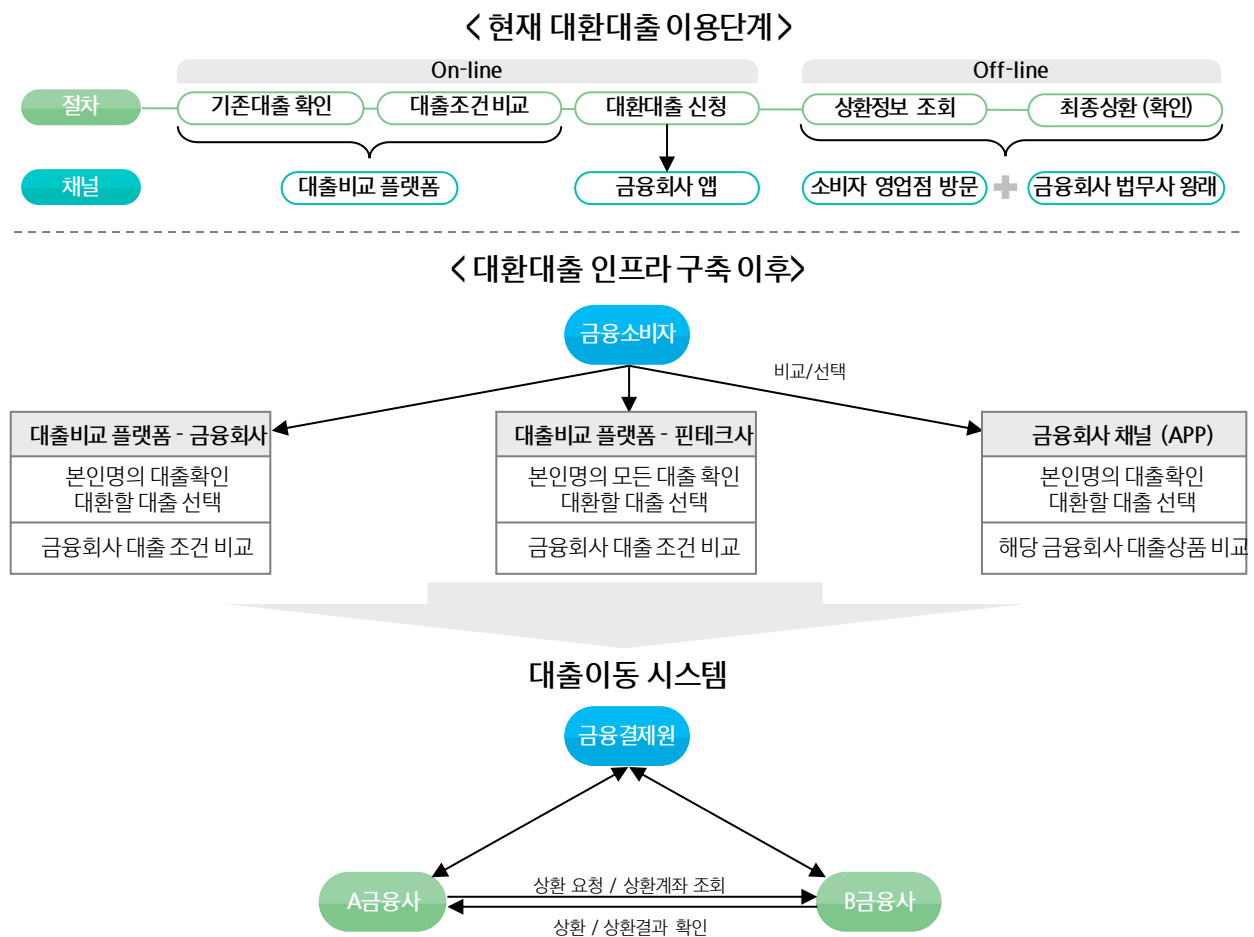 < 현재 대환대출 이용단계 >
On-line
Off-line
절차
기존대출 확인
대출조건 비교
대환대출 신청
상환정보 조회
최종상환 (확인)
채널
대출비교 플랫폼
금융회사 앱
소비자 영업점 방문
금융회사 법무사 왕래
< 대환대출 인프라 구축 이후>
금융소비자
비교/선택
대출비교 플랫폼 - 금융회사
본인명의 대출확인
대환할 대출 선택
금융회사 대출 조건 비교
대출비교 플랫폼 - 핀테크사
본인명의 모든 대출 확인
대환할 대출 선택
금융회사 대출 조건 비교
금융회사 채널 (APP)
본인명의 대출확인
대환할 대출 선택
해당 금융회사 대출상품 비교
대출이동 시스템
금융결제원
A금융사
상환 요청 / 상환계좌 조회
상환 / 상환결과 확인
B금융사